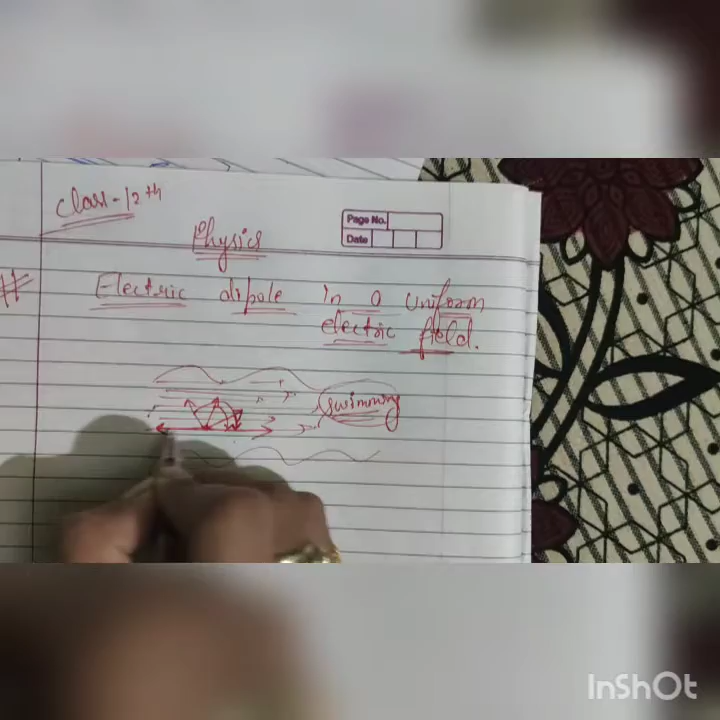 Class-12th
Page No.
Date
Physics
# Electric dipole in a uniform
electric field.
swimming
InShOt